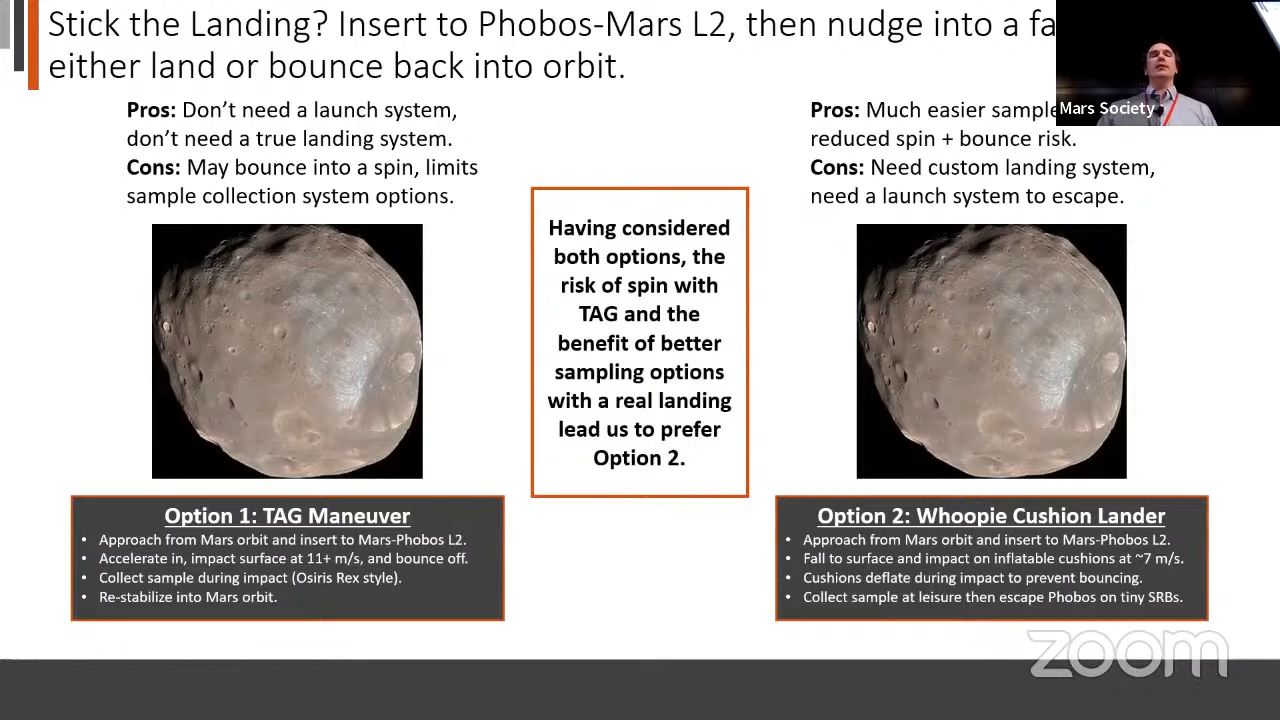 Stick the Landing? Insert to Phobos-Mars L2, then nudge into a
either land or bounce back into orbit.
Pros: Don't need a launch system,
don't need a true landing system.
Cons: May bounce into a spin, limits
sample collection system options.
Pros: Much easier sample
reduced spin + bounce risk.
Cons: Need custom landing system,
need a launch system to escape.
Mars Society
Having considered
both options, the
risk of spin with
TAG and the
benefit of better
sampling options
with a real landing
lead us to prefer
Option 2.
Option 1: TAG Maneuver
• Approach from Mars orbit and insert to Mars-Phobos L2.
• Accelerate in, impact surface at 11+ m/s, and bounce off.
• Collect sample during impact (Osiris Rex style).
• Re-stabilize into Mars orbit.
Option 2: Whoopie Cushion Lander
• Approach from Mars orbit and insert to Mars-Phobos L2.
• Fall to surface and impact on inflatable cushions at ~7 m/s.
• Cushions deflate during impact to prevent bouncing.
• Collect sample at leisure then escape Phobos on tiny SRBs.
zoom